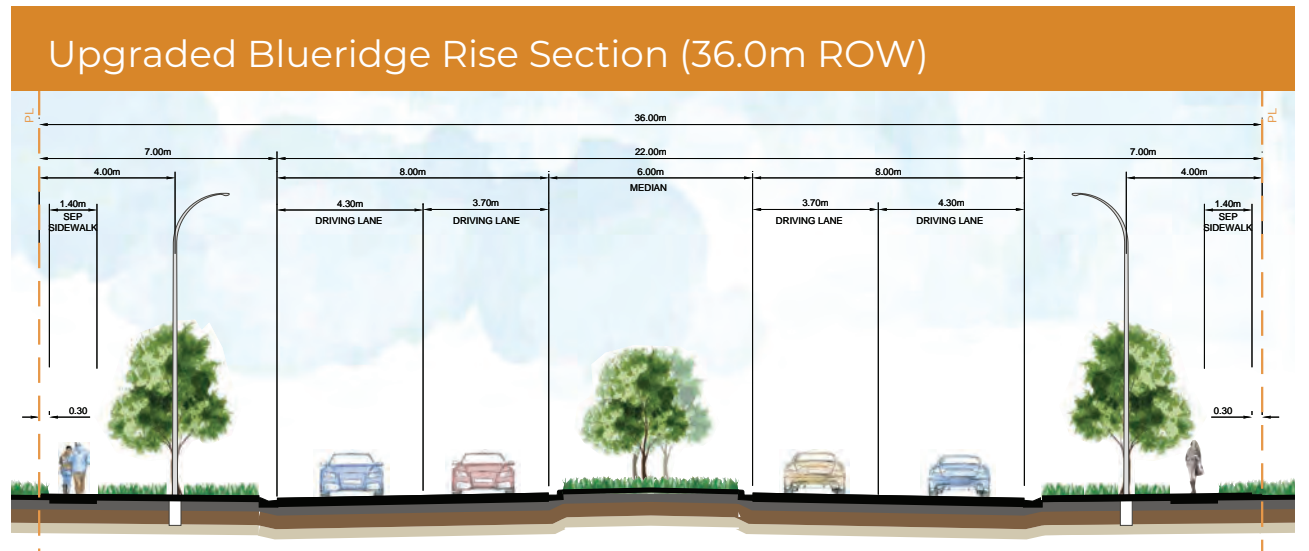 Upgraded Blueridge Rise Section (36.0m ROW)
PL
PL
36.00m
7.00m
22.00m
7.00m
4.00m
8.00m
6.00m
8.00m
4.00m
MEDIAN
1.40m
SEP
SIDEWALK
4.30m
DRIVING LANE
3.70m
DRIVING LANE
3.70m
DRIVING LANE
4.30m
DRIVING LANE
1.40m
SEP
SIDEWALK
0.30
0.30